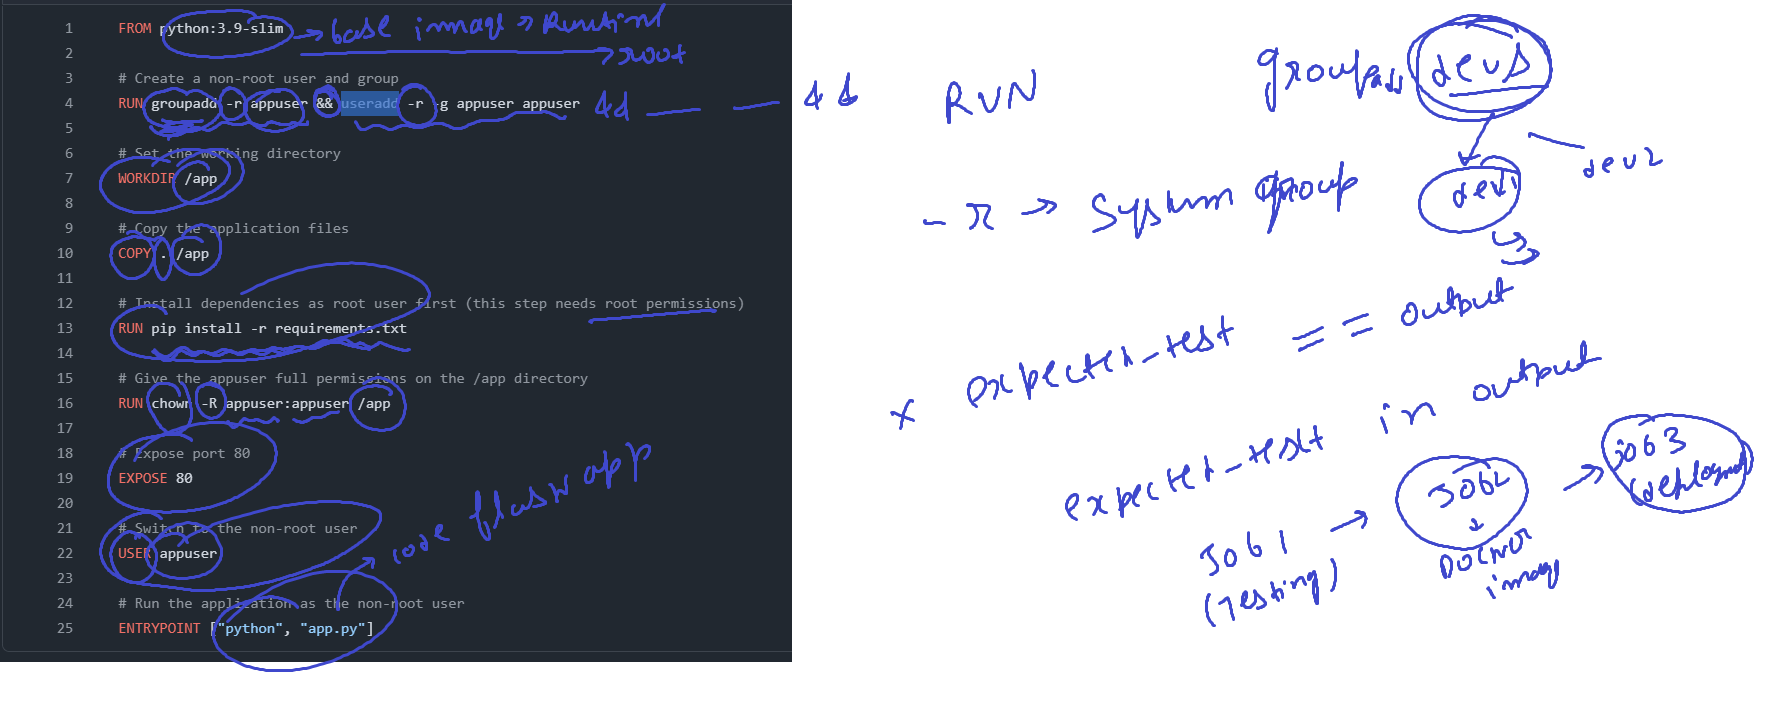 1 FROM python:3.9-slim → base image → Runtime
2 → root
3 # Create a non-root user and group
4 RUN groupadd -r appuser && useradd -r -g appuser appuser && __ __ &&
5
6 # Set the working directory
7 WORKDIR /app
8
9 # Copy the application files
10 COPY . /app
11
12 # Install dependencies as root user first (this step needs root permissions)
13 RUN pip install -r requirements.txt
14
15 # Give the appuser full permissions on the /app directory
16 RUN chown -R appuser:appuser /app
17
18 # Expose port 80
19 EXPOSE 80
20
21 # Switch to the non-root user
22 USER appuser
23
24 # Run the application as the non-root user
25 ENTRYPOINT ["python", "app.py"]
→ code flask app
RUN
groupadd devs
dev1
dev2
-r → System group
x expected-test == output
expected-test in output
Job1 → Job2 → job3
(Testing)
↓
Docker
image
(deployment)